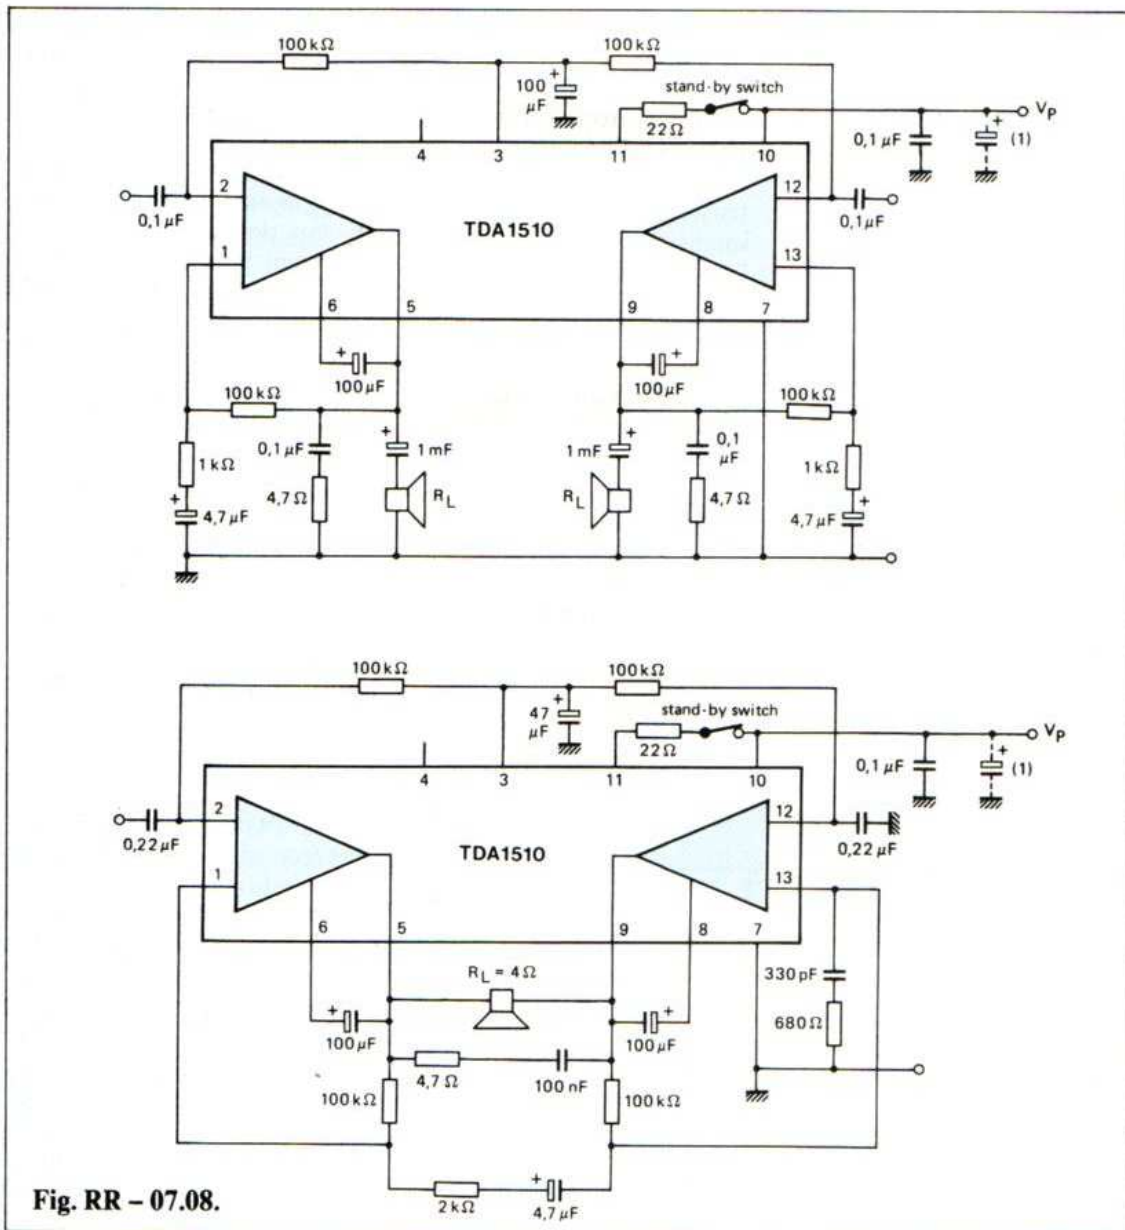 100 kΩ
100 kΩ
100 μF
+
stand-by switch
22 Ω
VP
0,1 μF
+
(1)
4
3
11
10
0,1 μF
2
1
TDA1510
12
13
0,1 μF
6
5
9
8
7
+
100 μF
+
100 μF
100 kΩ
100 kΩ
1 kΩ
0,1 μF
+
1 mF
1 mF
+
0,1 μF
1 kΩ
+
4,7 μF
4,7 Ω
RL
RL
4,7 Ω
4,7 μF
+
100 kΩ
100 kΩ
+
47 μF
stand-by switch
22 Ω
VP
0,1 μF
+
(1)
4
3
11
10
0,22 μF
2
1
TDA1510
12
13
0,22 μF
6
5
9
8
7
RL = 4 Ω
+
100 μF
+
100 μF
330 pF
680 Ω
4,7 Ω
100 nF
100 kΩ
100 kΩ
2 kΩ
+
4,7 μF
Fig. RR – 07.08.